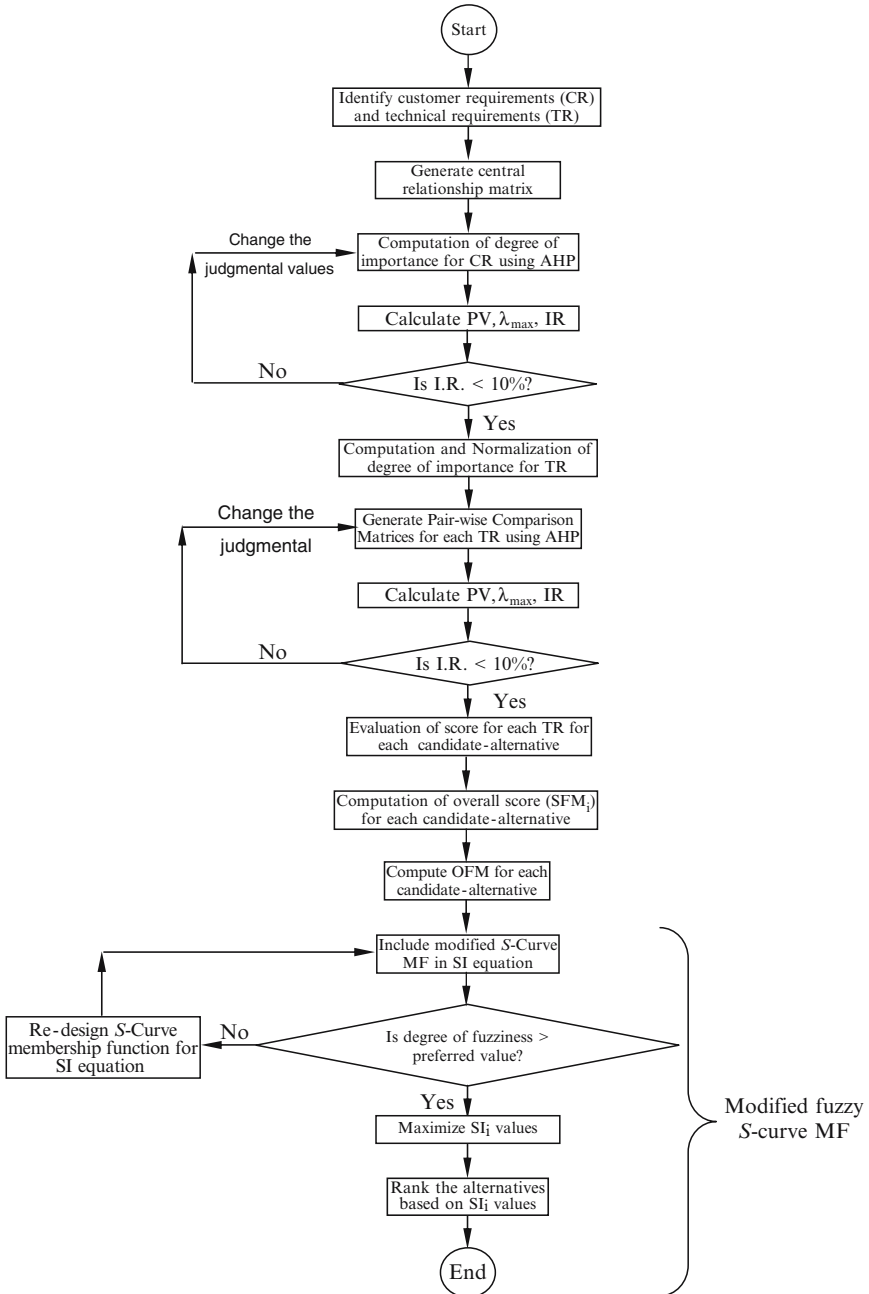 Start
Identify customer requirements (CR)
and technical requirements (TR)
Generate central
relationship matrix
Change the
judgmental values
Computation of degree of
importance for CR using AHP
Calculate PV, λmax, IR
No
Is I.R. < 10%?
Yes
Computation and Normalization of
degree of importance for TR
Change the
judgmental
Generate Pair-wise Comparison
Matrices for each TR using AHP
Calculate PV, λmax, IR
No
Is I.R. < 10%?
Yes
Evaluation of score for each TR for
each candidate-alternative
Computation of overall score (SFMi)
for each candidate-alternative
Compute OFM for each
candidate-alternative
Include modified S-Curve
MF in SI equation
Re-design S-Curve
membership function for
SI equation
No
Is degree of fuzziness >
preferred value?
Yes
Maximize SIi values
Rank the alternatives
based on SIi values
End
Modified fuzzy
S-curve MF